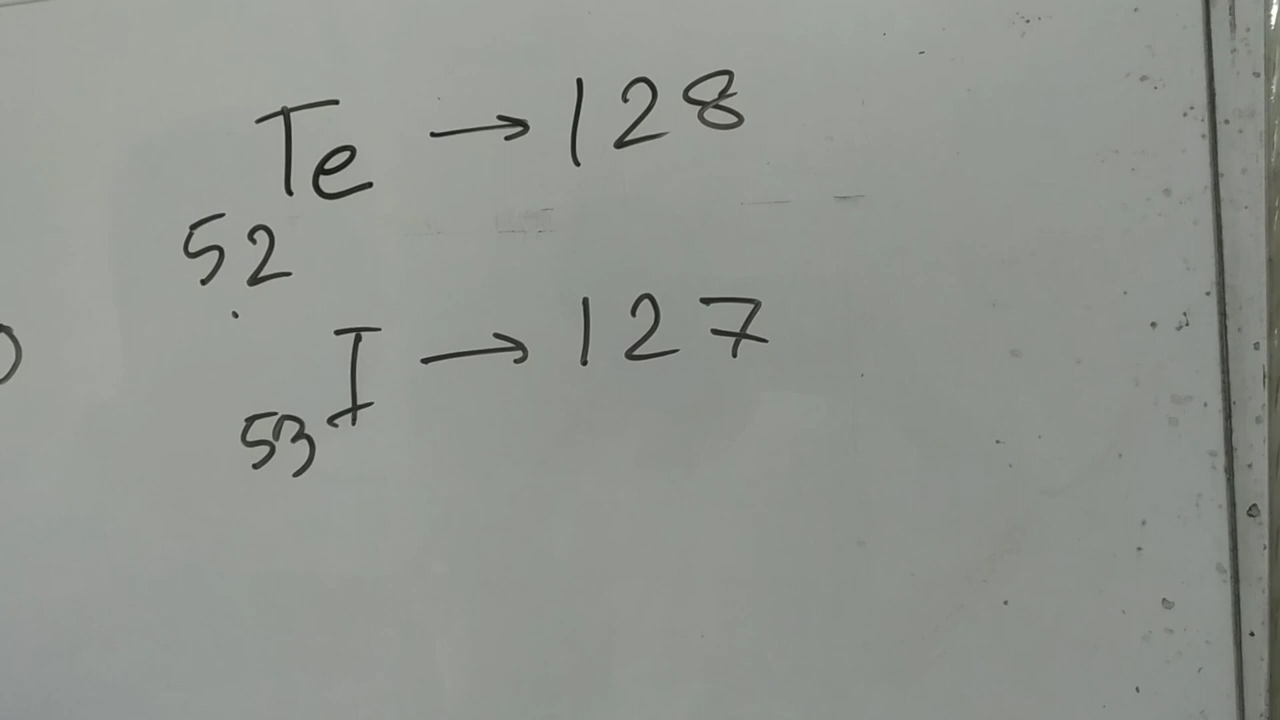 Te → 128
52
I → 127
53